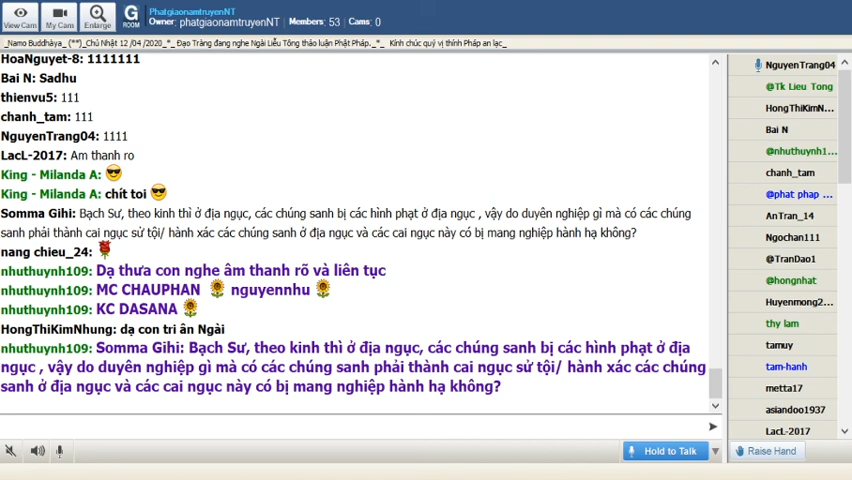 View Cam
My Cam
Enlarge
G
ROOM
PhatgiaonamtruyenNT
Owner: phatgiaonamtruyenNT | Members: 53 | Cams: 0
_Namo Buddhàya_ (**)_Chủ Nhật 12 /04 /2020_*_ Đạo Tràng đang nghe Ngài Liễu Tông thảo luận Phật Pháp._*_ Kính chúc quý vị thính Pháp an lạc_
HoaNguyet-8: 1111111
Bai N: Sadhu
thienvu5: 111
chanh_tam: 111
NguyenTrang04: 1111
LacL-2017: Am thanh ro
King - Milanda A:
King - Milanda A: chít toi
Somma Gihi: Bạch Sư, theo kinh thì ở địa ngục, các chúng sanh bị các hình phạt ở địa ngục , vậy do duyên nghiệp gì mà có các chúng
sanh phải thành cai ngục sử tội/ hành xác các chúng sanh ở địa ngục và các cai ngục này có bị mang nghiệp hành hạ không?
nang chieu_24:
nhuthuynh109: Dạ thưa con nghe âm thanh rõ và liên tục
nhuthuynh109: MC CHAUPHAN nguyennhu
nhuthuynh109: KC DASANA
HongThiKimNhung: dạ con tri ân Ngài
nhuthuynh109: Somma Gihi: Bạch Sư, theo kinh thì ở địa ngục, các chúng sanh bị các hình phạt ở địa
ngục , vậy do duyên nghiệp gì mà có các chúng sanh phải thành cai ngục sử tội/ hành xác các chúng
sanh ở địa ngục và các cai ngục này có bị mang nghiệp hành hạ không?
Hold to Talk
NguyenTrang04
@Tk Lieu Tong
HongThiKimN...
Bai N
@nhuthuynh1...
chanh_tam
@phat phap ...
AnTran_14
Ngochan111
@TranDao1
@hongnhat
Huyenmong2...
thy lam
tamuy
tam-hanh
metta17
asiandoo1937
LacL-2017
Raise Hand